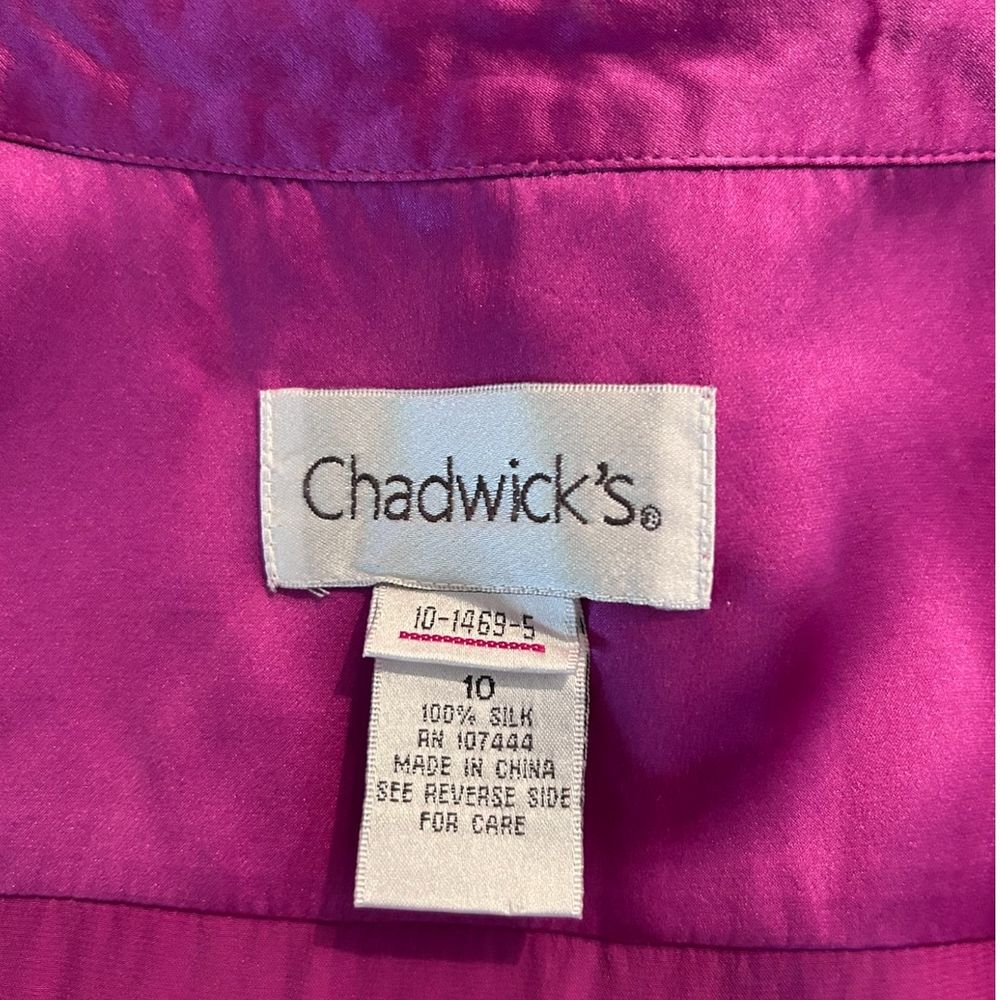 Chadwick's®
10-1469-5
10
100% SILK
RN 107444
MADE IN CHINA
SEE REVERSE SIDE
FOR CARE